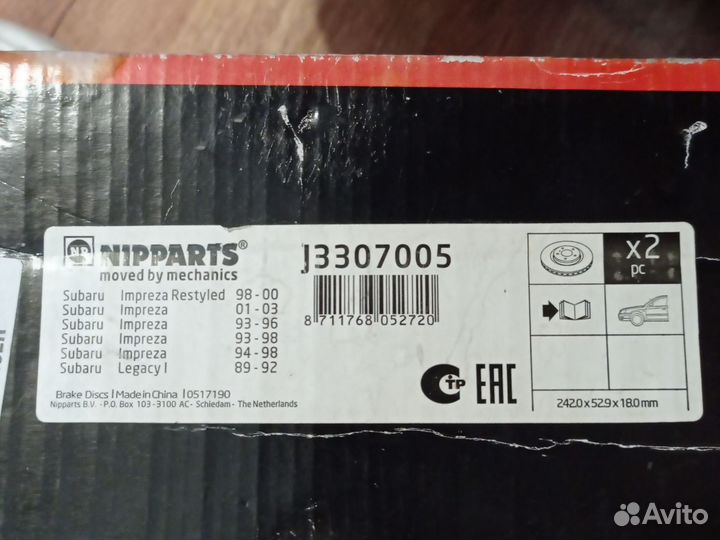 NP NIPPARTS®
moved by mechanics
J3307005
x2
pc
Subaru Impreza Restyled 98-00
Subaru Impreza 01-03
Subaru Impreza 93-96
Subaru Impreza 93-98
Subaru Impreza 94-98
Subaru Legacy I 89-92
8 711768 052720
Brake Discs | Made in China | 0517190
Nipparts B.V. - P.O. Box 103-3100 AC- Schiedam - The Netherlands
СTP EAC
242.0 x 52.9 x 18.0 mm
Avito